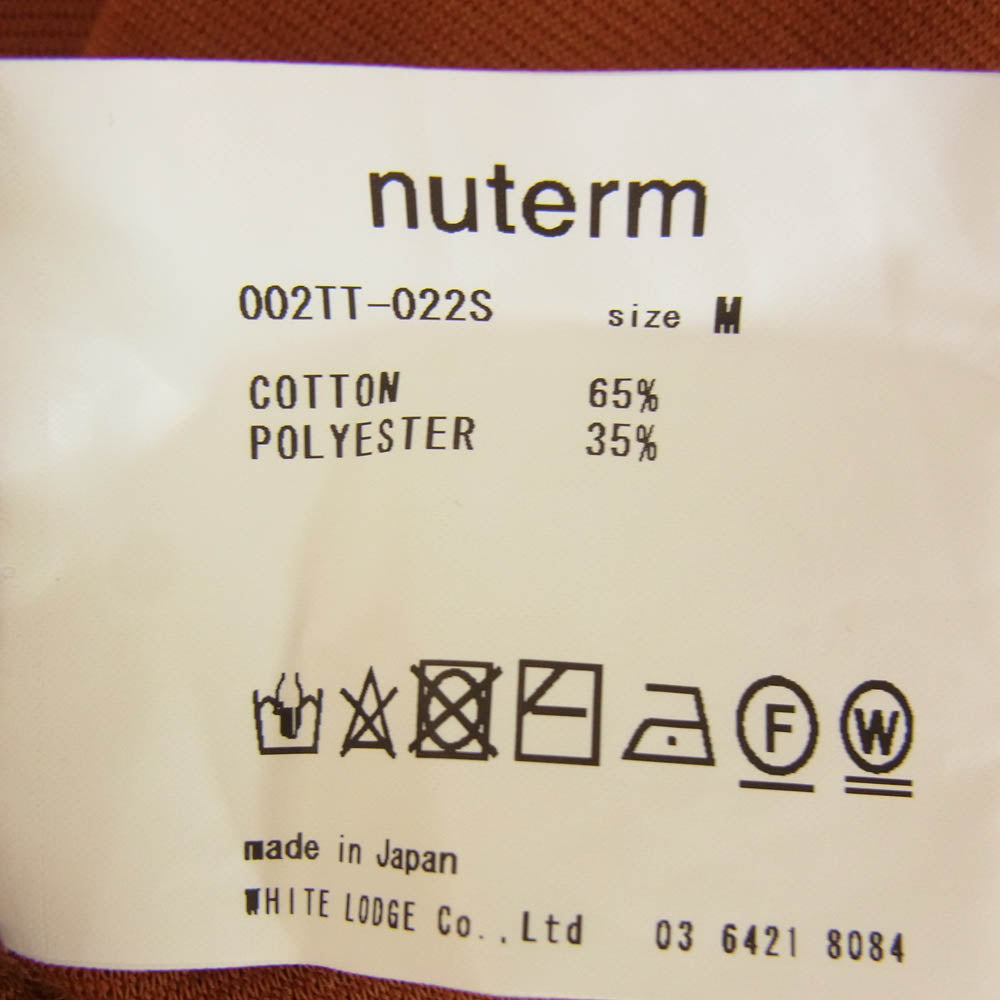 nuterm
002TT-022S size M
COTTON 65%
POLYESTER 35%
F W
made in Japan
WHITE LODGE Co.,Ltd 03 6421 8084